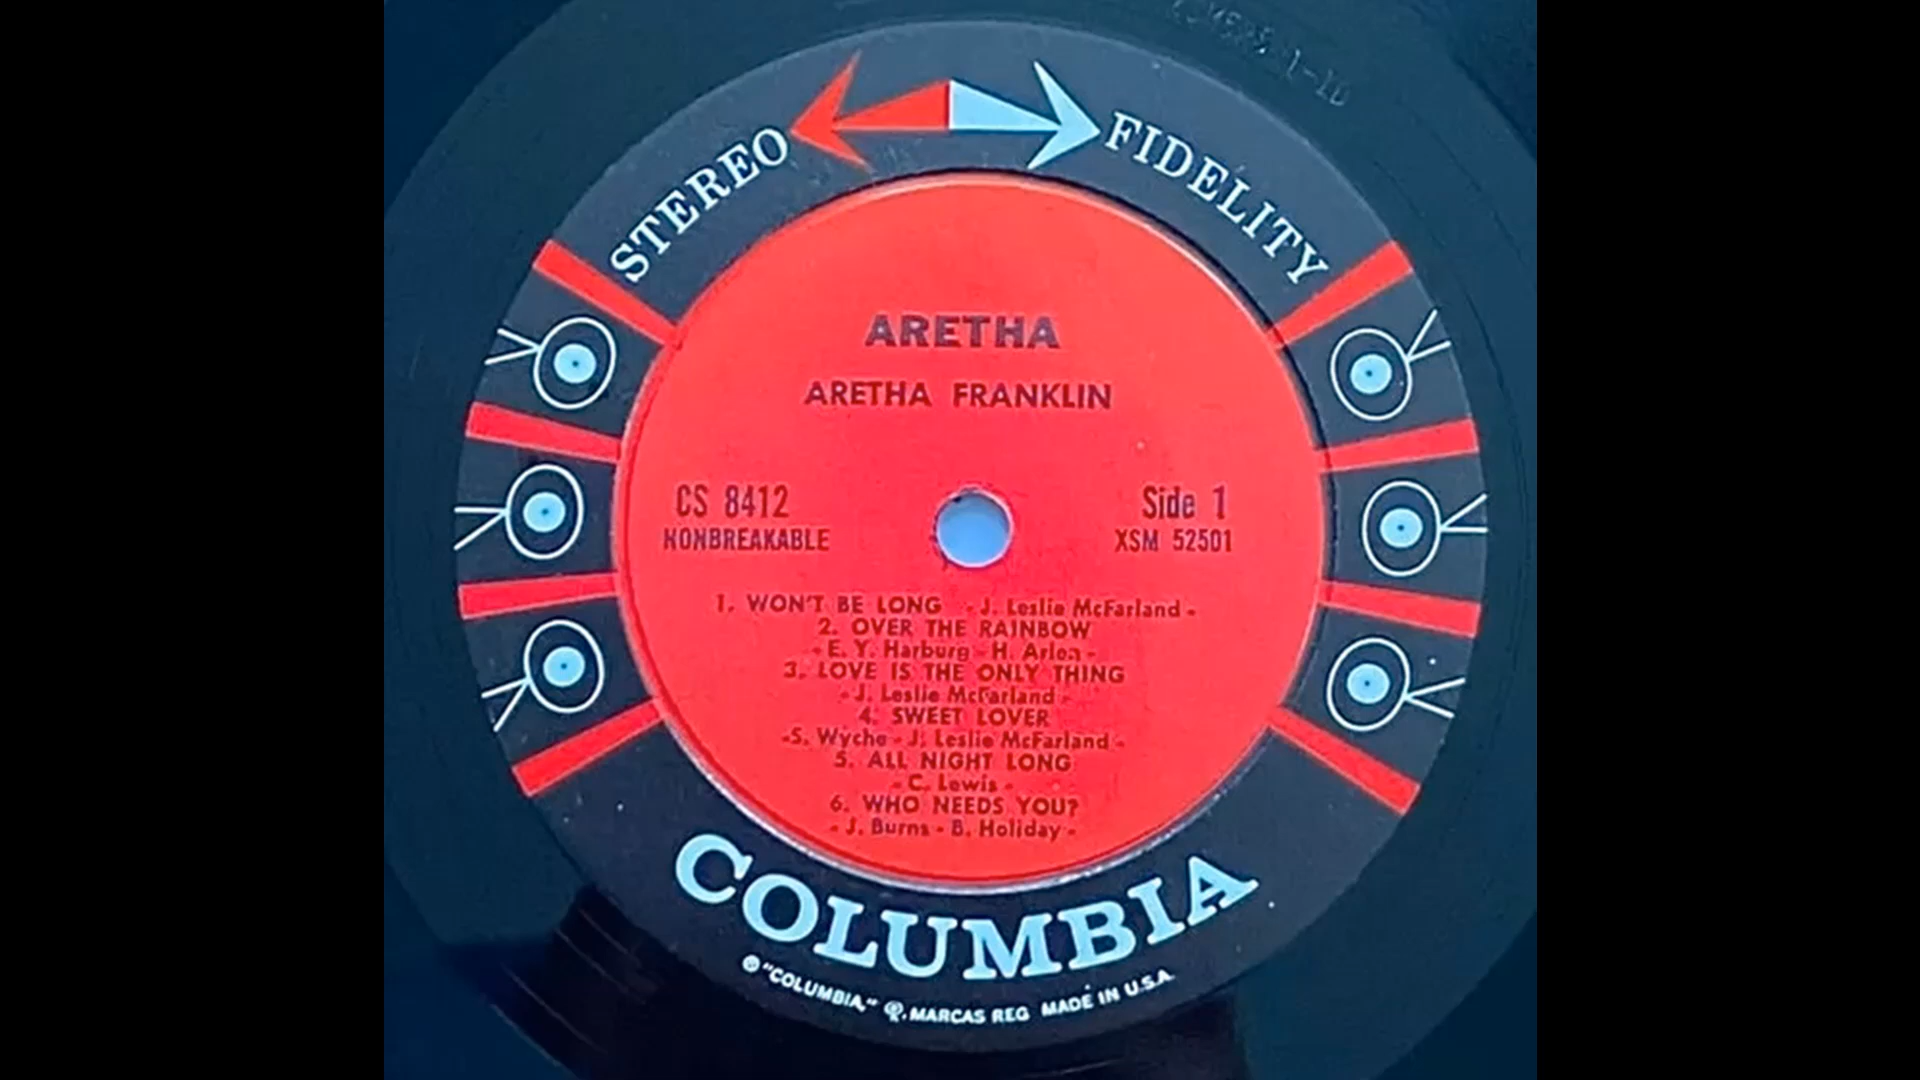 STEREO FIDELITY
ARETHA
ARETHA FRANKLIN
CS 8412
NONBREAKABLE
Side 1
XSM 52501
1. WON'T BE LONG - J. Leslie McFarland -
2. OVER THE RAINBOW
- E. Y. Harburg - H. Arlen -
3. LOVE IS THE ONLY THING
- J. Leslie McFarland -
4. SWEET LOVER
-S. Wyche - J. Leslie McFarland -
5. ALL NIGHT LONG
- C. Lewis -
6. WHO NEEDS YOU?
- J. Burns - B. Holiday -
COLUMBIA
"COLUMBIA," MARCAS REG MADE IN U.S.A.